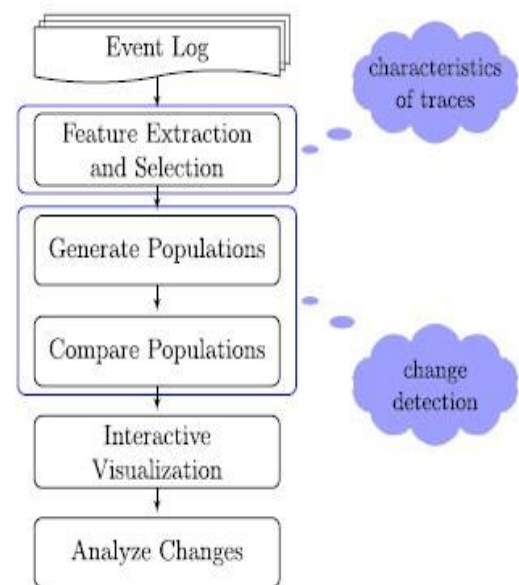 Event Log
characteristics
of traces
Feature Extraction
and Selection
Generate Populations
Compare Populations
change
detection
Interactive
Visualization
Analyze Changes